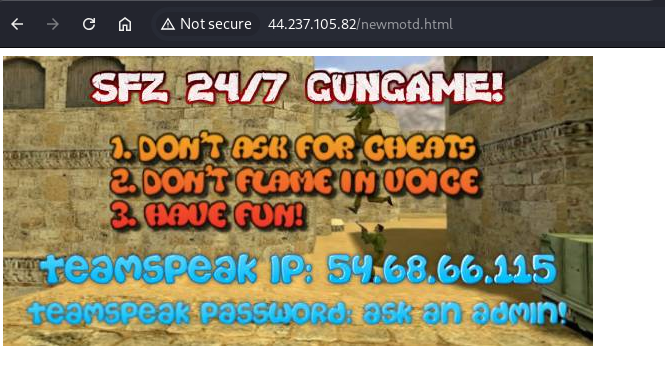 Not secure 44.237.105.82/newmotd.html
SFZ 24/7 GUNGAME!
1. DON'T ASK FOR CHEATS
2. DON'T FLAME IN VOICE
3. HAVE FUN!
teamspeak IP: 54.68.66.115
teamspeak password: ask an admin!